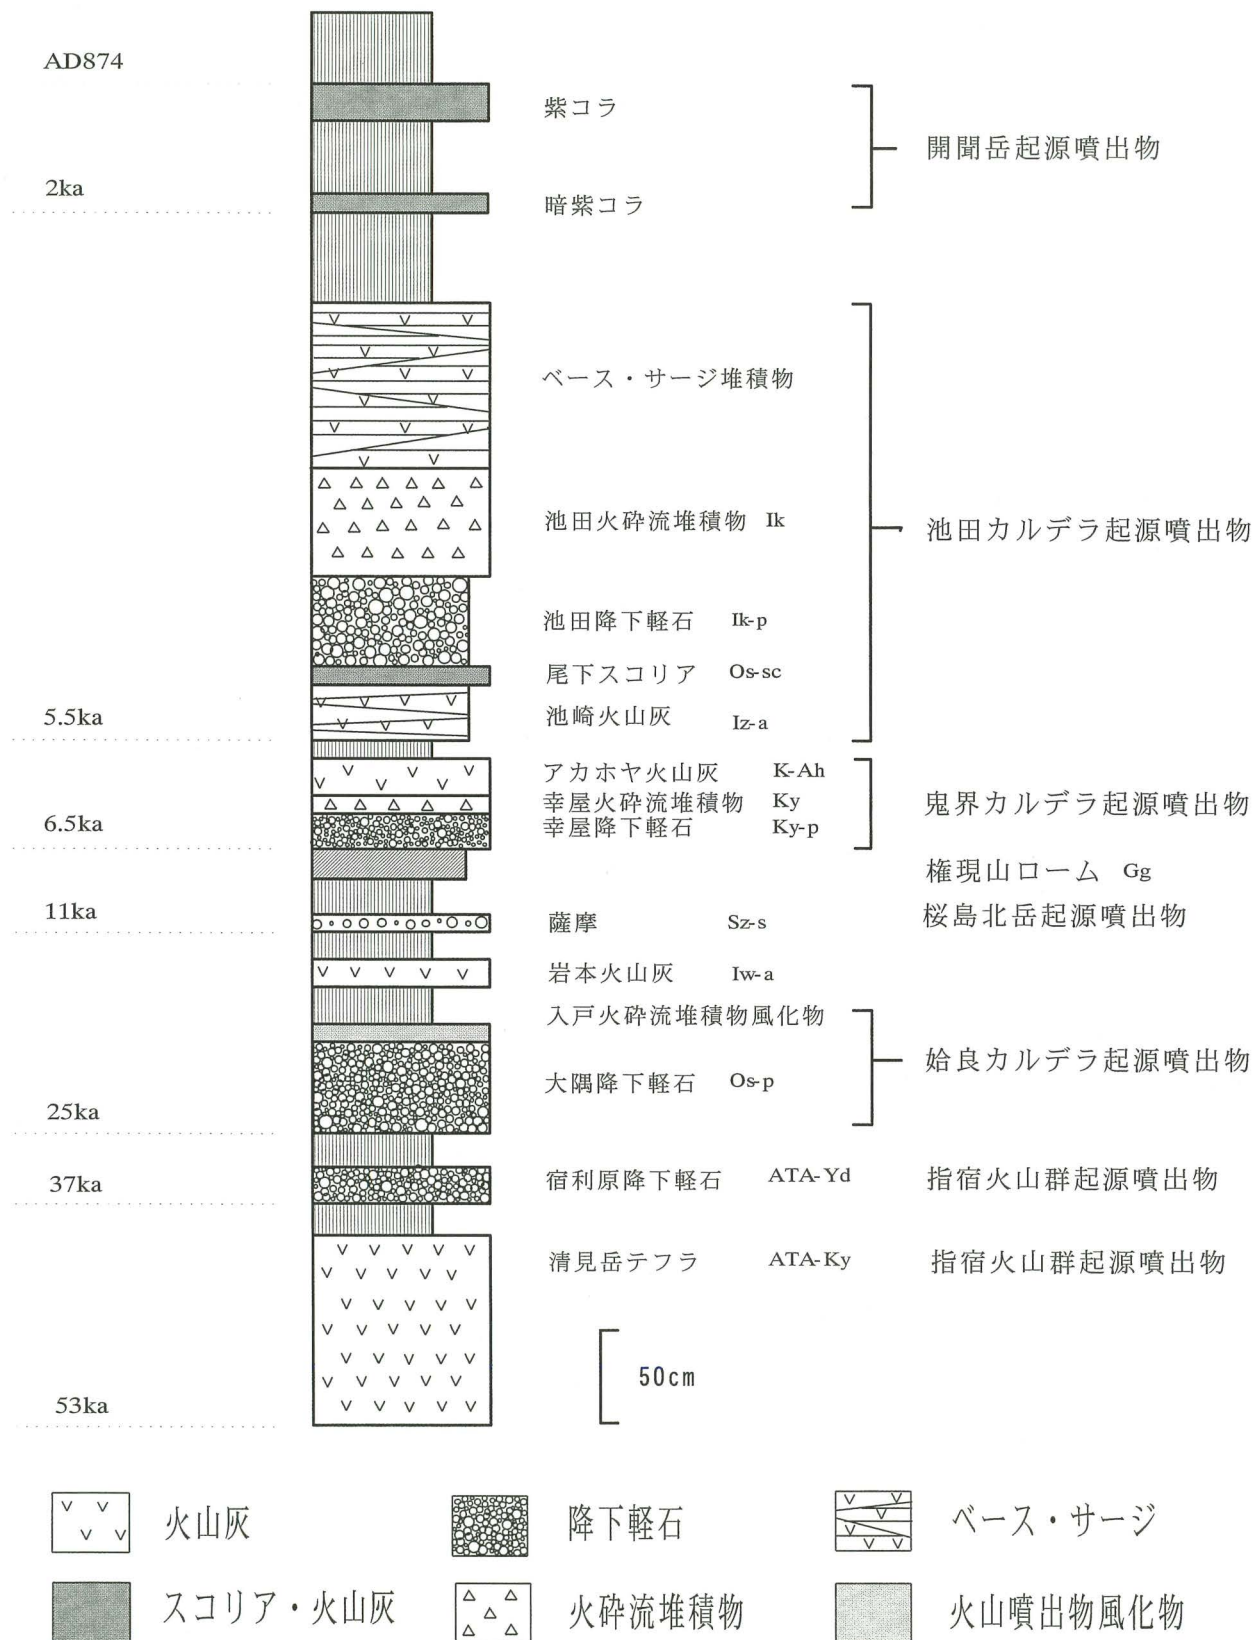 AD874
紫コラ
開聞岳起源噴出物
2ka
暗紫コラ
ベース・サージ堆積物
池田火砕流堆積物 Ik
池田カルデラ起源噴出物
池田降下軽石 Ik-p
尾下スコリア Os-sc
5.5ka
池崎火山灰 Iz-a
アカホヤ火山灰 K-Ah
幸屋火砕流堆積物 Ky
鬼界カルデラ起源噴出物
6.5ka
幸屋降下軽石 Ky-p
権現山ローム Gg
11ka
薩摩 Sz-s
桜島北岳起源噴出物
岩本火山灰 Iw-a
入戸火砕流堆積物風化物
姶良カルデラ起源噴出物
大隅降下軽石 Os-p
25ka
37ka
宿利原降下軽石 ATA-Yd 指宿火山群起源噴出物
清見岳テフラ ATA-Ky 指宿火山群起源噴出物
50cm
53ka
火山灰
降下軽石
ベース・サージ
スコリア・火山灰
火砕流堆積物
火山噴出物風化物